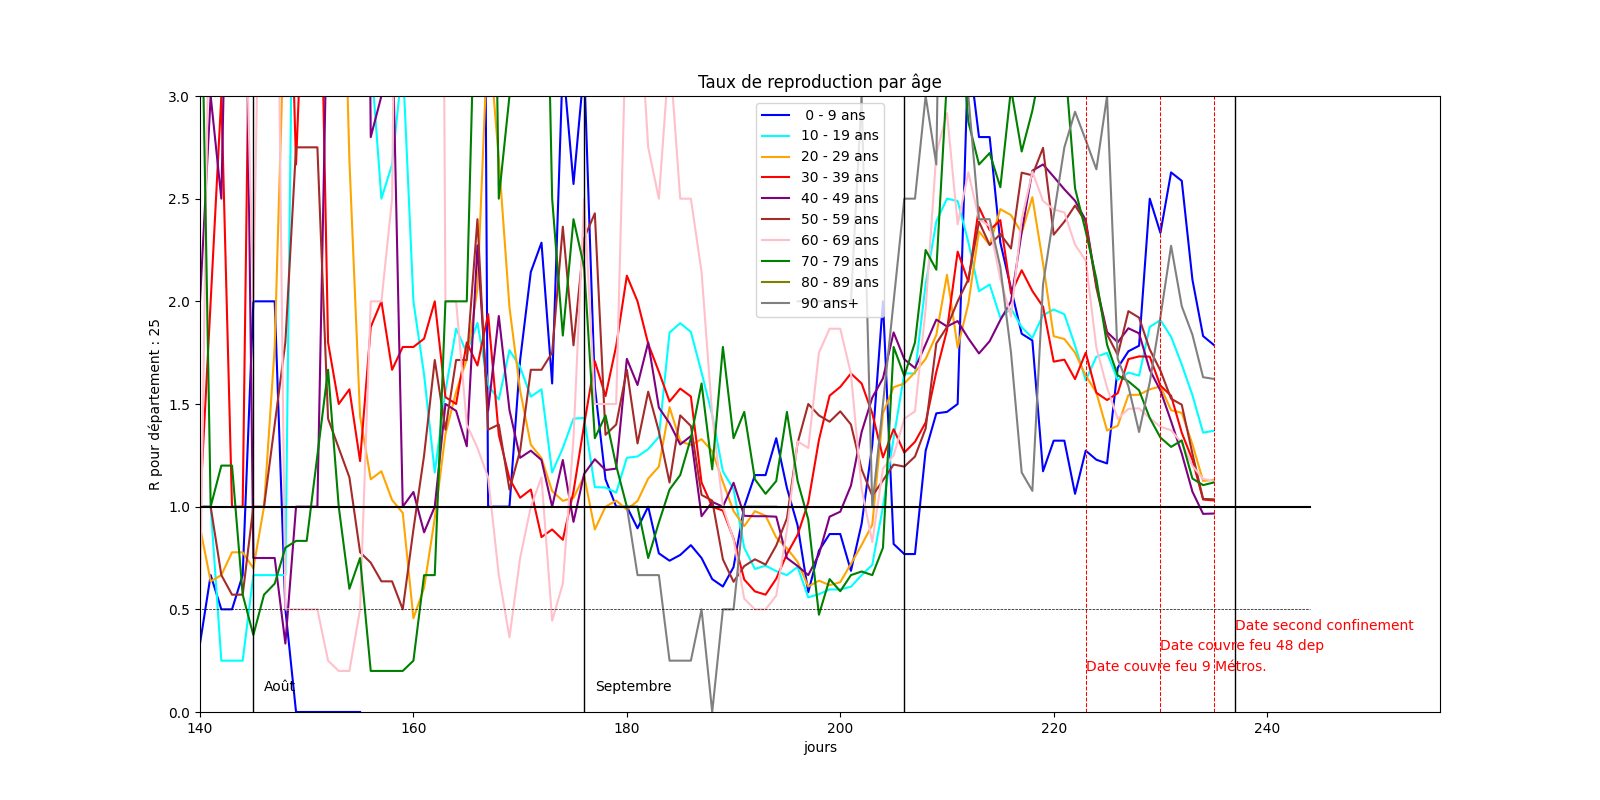 Taux de reproduction par âge
R pour département : 25
3.0
2.5
2.0
1.5
1.0
0.5
0.0
0 - 9 ans
10 - 19 ans
20 - 29 ans
30 - 39 ans
40 - 49 ans
50 - 59 ans
60 - 69 ans
70 - 79 ans
80 - 89 ans
90 ans+
Date second confinement
Date couvre feu 48 dep
Date couvre feu 9 Métros.
Août
Septembre
140
160
180
200
220
240
jours